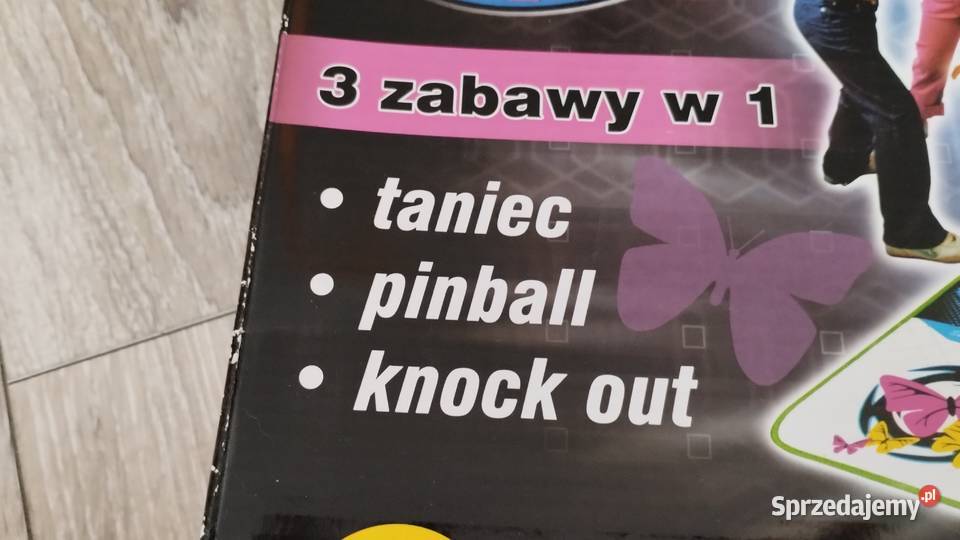 3 zabawy w 1
• taniec
• pinball
• knock out
Sprzedajemy.pl